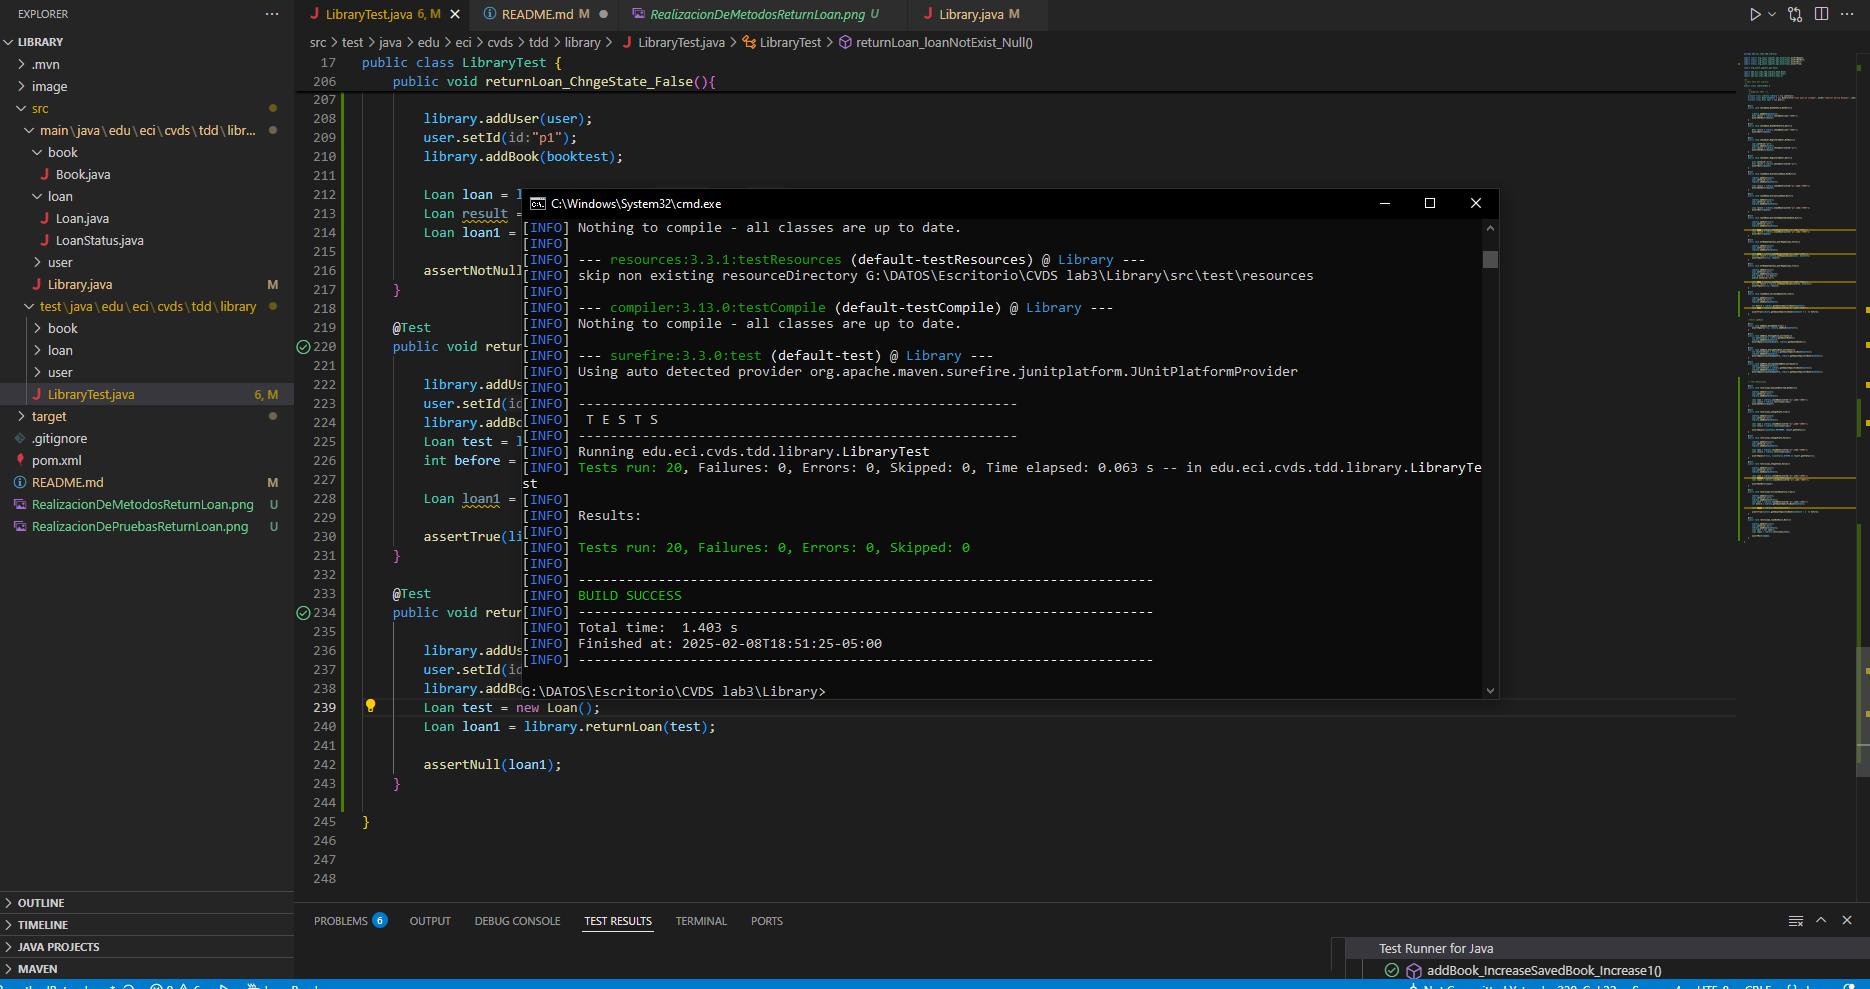 EXPLORER
LibraryTest.java 6, M
README.md M
RealizacionDeMetodosReturnLoan.png U
Library.java M
LIBRARY
.mvn
image
src
main\java\edu\eci\cvds\tdd\libr...
book
Book.java
loan
Loan.java
LoanStatus.java
user
Library.java M
test\java\edu\eci\cvds\tdd\library
book
loan
user
LibraryTest.java 6, M
target
.gitignore
pom.xml
README.md M
RealizacionDeMetodosReturnLoan.png U
RealizacionDePruebasReturnLoan.png U
OUTLINE
TIMELINE
JAVA PROJECTS
MAVEN
src > test > java > edu > eci > cvds > tdd > library > LibraryTest.java > LibraryTest > returnLoan_loanNotExist_Null()
17 public class LibraryTest {
206 public void returnLoan_ChngeState_False(){
207
208 library.addUser(user);
209 user.setId(id:"p1");
210 library.addBook(booktest);
211
212 Loan loan = l
213 Loan result =
214 Loan loan1 =
215
216 assertNotNull
217 }
218
219 @Test
220 public void retur
221
222 library.addUs
223 user.setId(id
224 library.addBo
225 Loan test = l
226 int before =
227
228 Loan loan1 =
229
230 assertTrue(li
231 }
232
233 @Test
234 public void retur
235
236 library.addUs
237 user.setId(id
238 library.addBo
239 Loan test = new Loan();
240 Loan loan1 = library.returnLoan(test);
241
242 assertNull(loan1);
243 }
244
245 }
246
247
248
C:\Windows\System32\cmd.exe
[INFO] Nothing to compile - all classes are up to date.
[INFO]
[INFO] --- resources:3.3.1:testResources (default-testResources) @ Library ---
[INFO] skip non existing resourceDirectory G:\DATOS\Escritorio\CVDS lab3\Library\src\test\resources
[INFO]
[INFO] --- compiler:3.13.0:testCompile (default-testCompile) @ Library ---
[INFO] Nothing to compile - all classes are up to date.
[INFO]
[INFO] --- surefire:3.3.0:test (default-test) @ Library ---
[INFO] Using auto detected provider org.apache.maven.surefire.junitplatform.JUnitPlatformProvider
[INFO]
[INFO] -------------------------------------------------------
[INFO]  T E S T S
[INFO] -------------------------------------------------------
[INFO] Running edu.eci.cvds.tdd.library.LibraryTest
[INFO] Tests run: 20, Failures: 0, Errors: 0, Skipped: 0, Time elapsed: 0.063 s -- in edu.eci.cvds.tdd.library.LibraryTe
st
[INFO]
[INFO] Results:
[INFO]
[INFO] Tests run: 20, Failures: 0, Errors: 0, Skipped: 0
[INFO]
[INFO] ------------------------------------------------------------------------
[INFO] BUILD SUCCESS
[INFO] ------------------------------------------------------------------------
[INFO] Total time:  1.403 s
[INFO] Finished at: 2025-02-08T18:51:25-05:00
[INFO] ------------------------------------------------------------------------
G:\DATOS\Escritorio\CVDS lab3\Library>
PROBLEMS 6
OUTPUT
DEBUG CONSOLE
TEST RESULTS
TERMINAL
PORTS
Test Runner for Java
addBook_IncreaseSavedBook_Increase1()